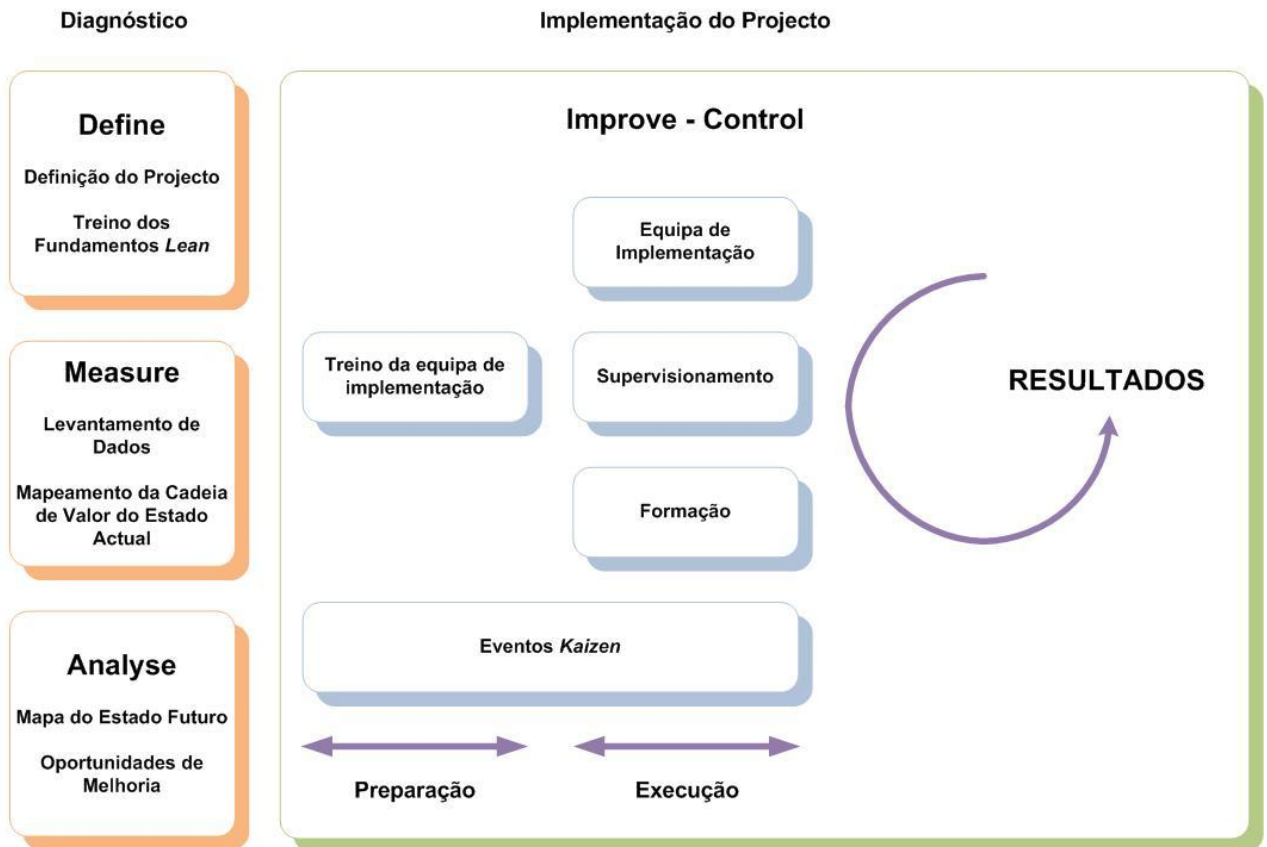 Diagnóstico
Implementação do Projecto
Define
Definição do Projecto
Treino dos
Fundamentos Lean
Measure
Levantamento de
Dados
Mapeamento da Cadeia
de Valor do Estado
Actual
Analyse
Mapa do Estado Futuro
Oportunidades de
Melhoria
Improve - Control
Equipa de
Implementação
Treino da equipa de
implementação
Supervisionamento
Formação
Eventos Kaizen
Preparação
Execução
RESULTADOS